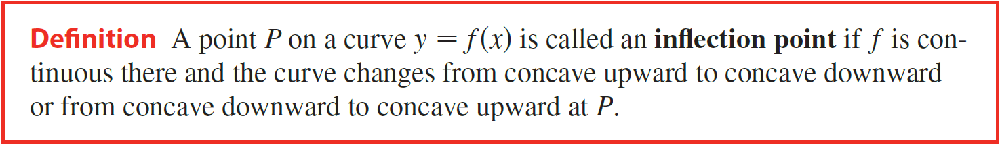 Definition A point P on a curve y = f(x) is called an inflection point if f is con-
tinuous there and the curve changes from concave upward to concave downward
or from concave downward to concave upward at P.